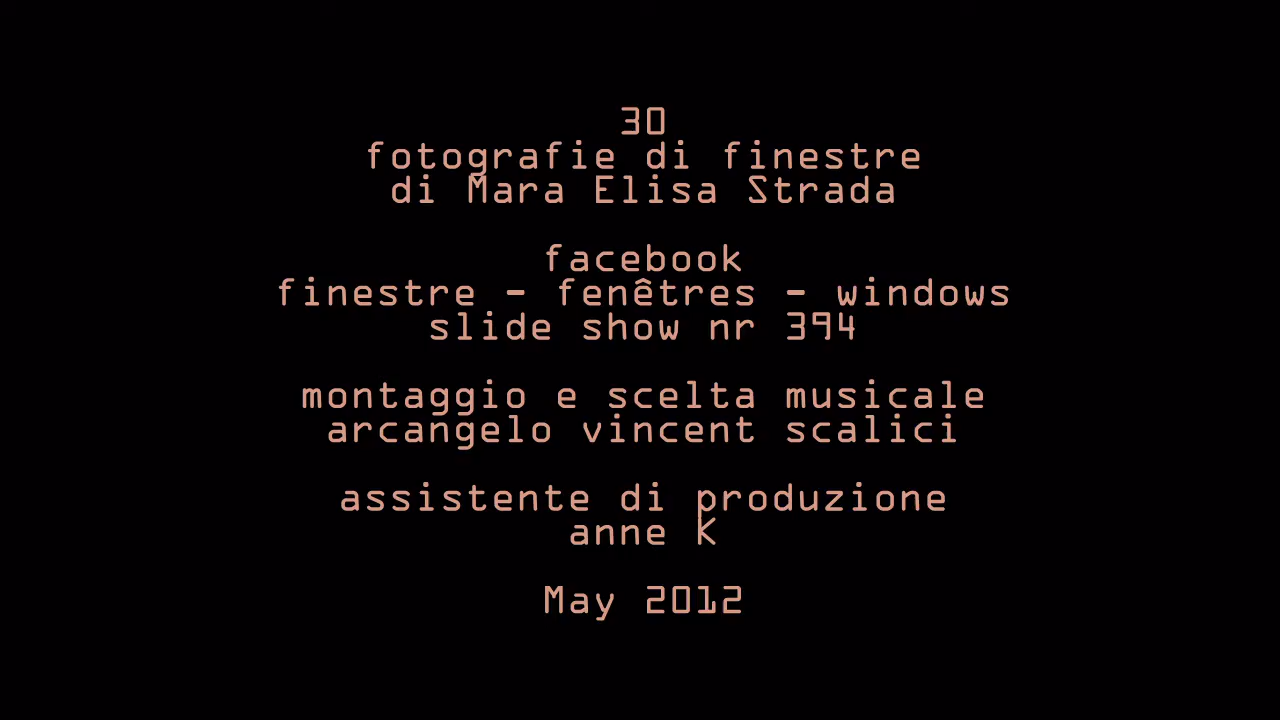 30
fotografie di finestre
di Mara Elisa Strada
facebook
finestre - fenêtres - windows
slide show nr 394
montaggio e scelta musicale
arcangelo vincent scalici
assistente di produzione
anne K
May 2012